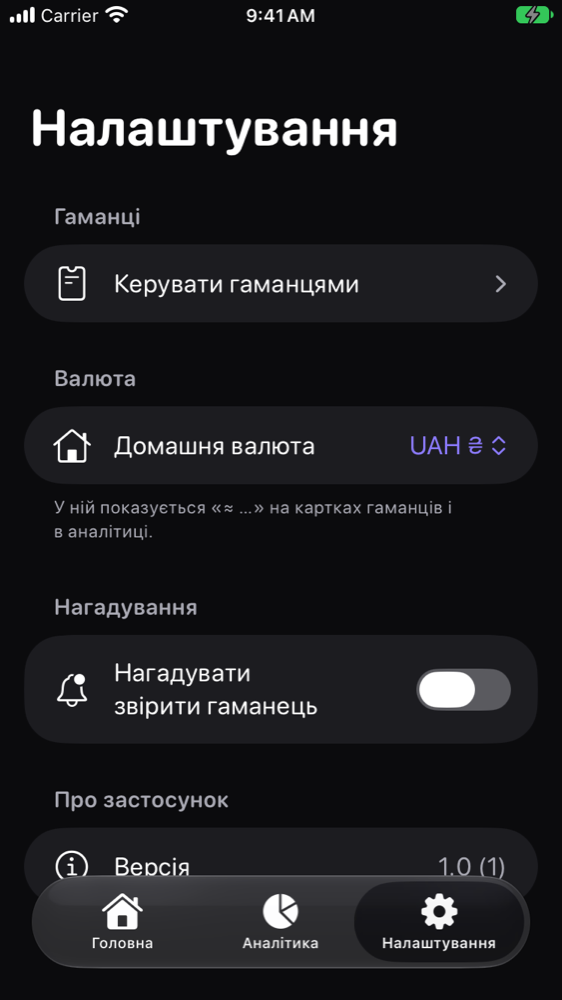 Carrier 9:41 AM
Налаштування
Гаманці
Керувати гаманцями
Валюта
Домашня валюта UAH ₴
У ній показується «≈ …» на картках гаманців і
в аналітиці.
Нагадування
Нагадувати
звірити гаманець
Про застосунок
Версія 1.0 (1)
Головна Аналітика Налаштування